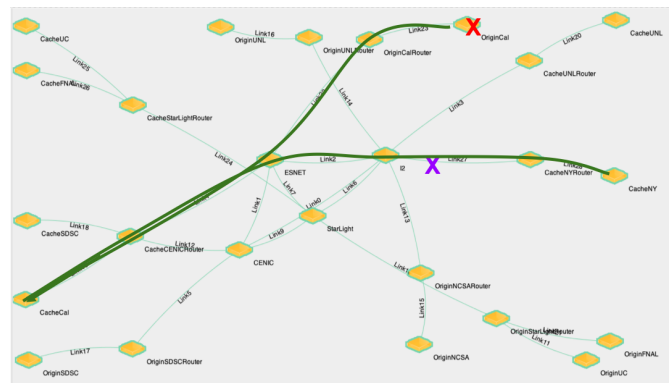 CacheUC
Link16
OriginUNL
OriginUNLRouter
Link23
OriginCalRouter
X
OriginCal
CacheUNL
Link20
CacheUNLRouter
Link25
CacheFNAL
Link26
CacheStarLightRouter
Link14
Link3
Link24
ESNET
Link2
I2
X
Link27
CacheNYRouter
CacheNY
Link7
Link6
Link1
Link0
StarLight
CacheSDSC
Link18
CacheCENICRouter
Link12
Link9
CENIC
Link13
CacheCal
Link5
OriginNCSARouter
Link15
OriginStarLightRouter
Link11
OriginSDSC
Link17
OriginSDSCRouter
OriginNCSA
OriginFNAL
OriginUC